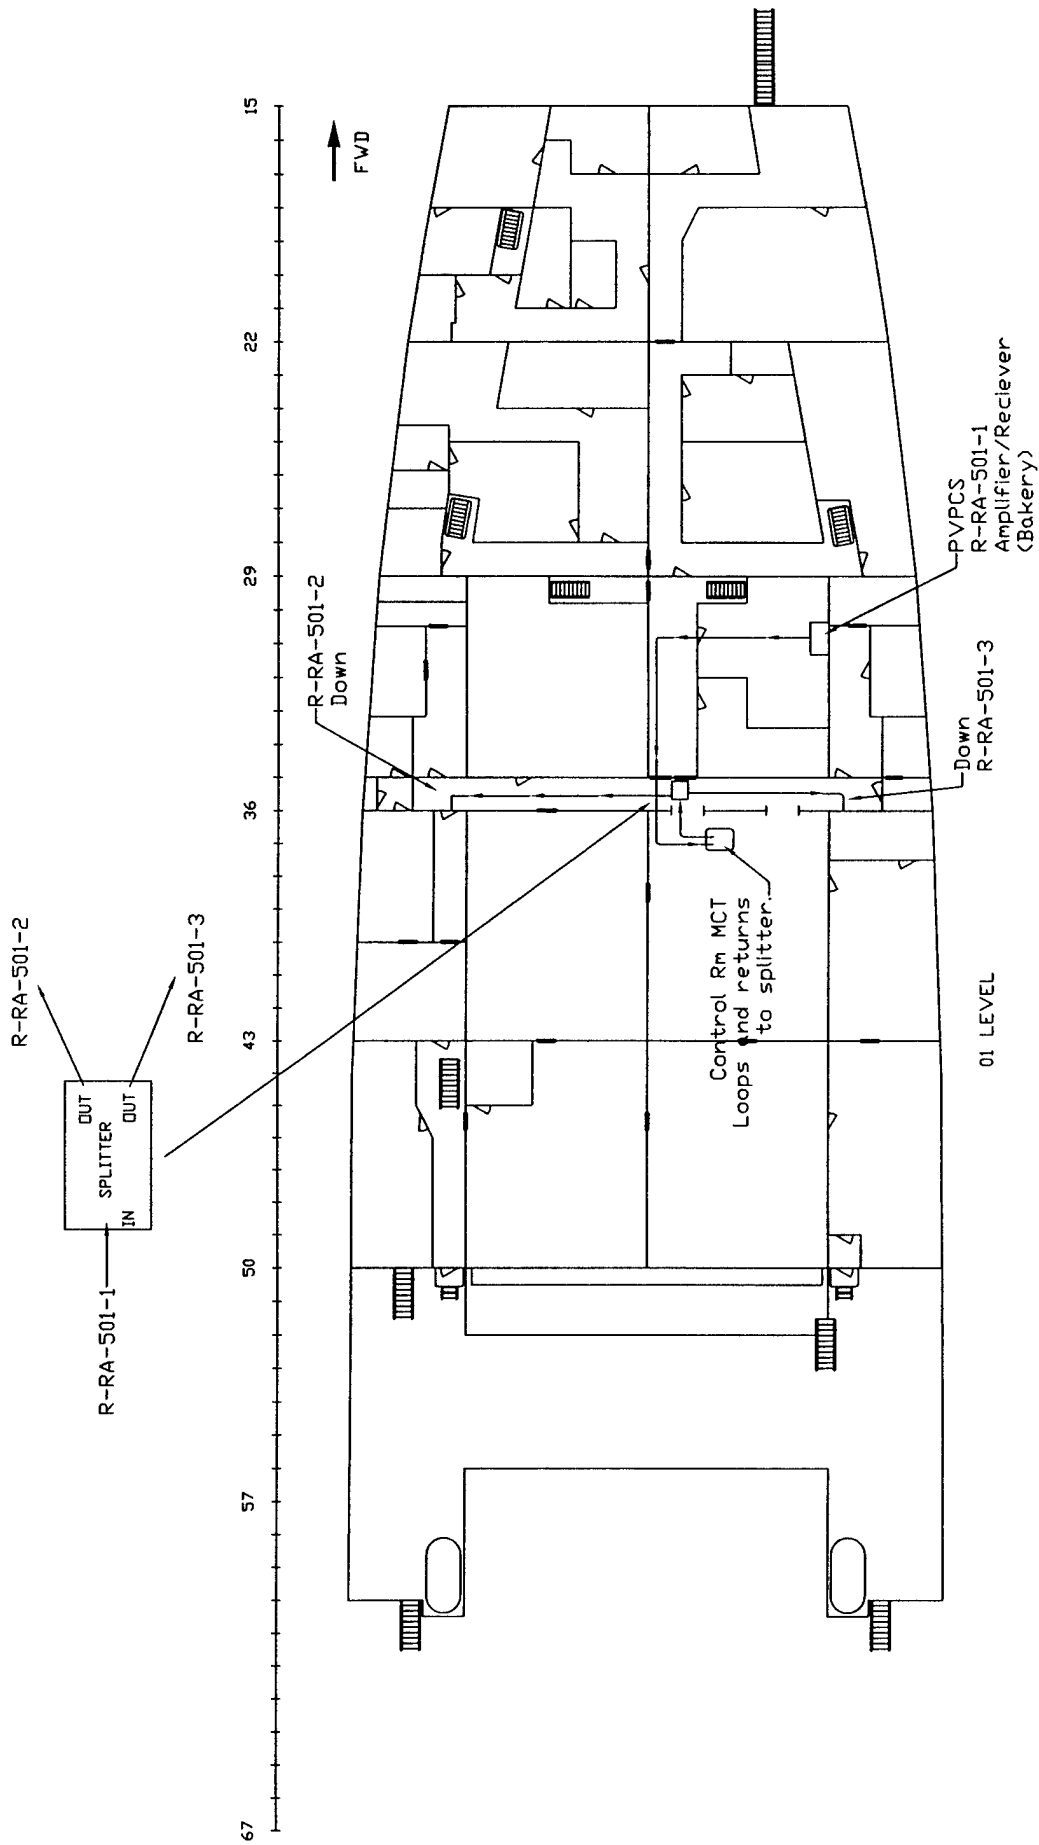 R-RA-501-1
IN
SPLITTER
OUT
OUT
R-RA-501-2
R-RA-501-3
67
57
50
43
36
29
22
15
FWD
R-RA-501-2
Down
Control Rm MCT
Loops and returns
to splitter.
Down
R-RA-501-3
PVPCS
R-RA-501-1
Amplifier/Reciever
(Bakery)
01 LEVEL